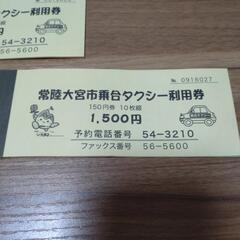 タクシー利用券
54-3210
56-5600
№ 0916027
常陸大宮市乗合タクシー利用券
150円券 10枚綴
1,500円
予約電話番号 54-3210
ファックス番号 56-5600